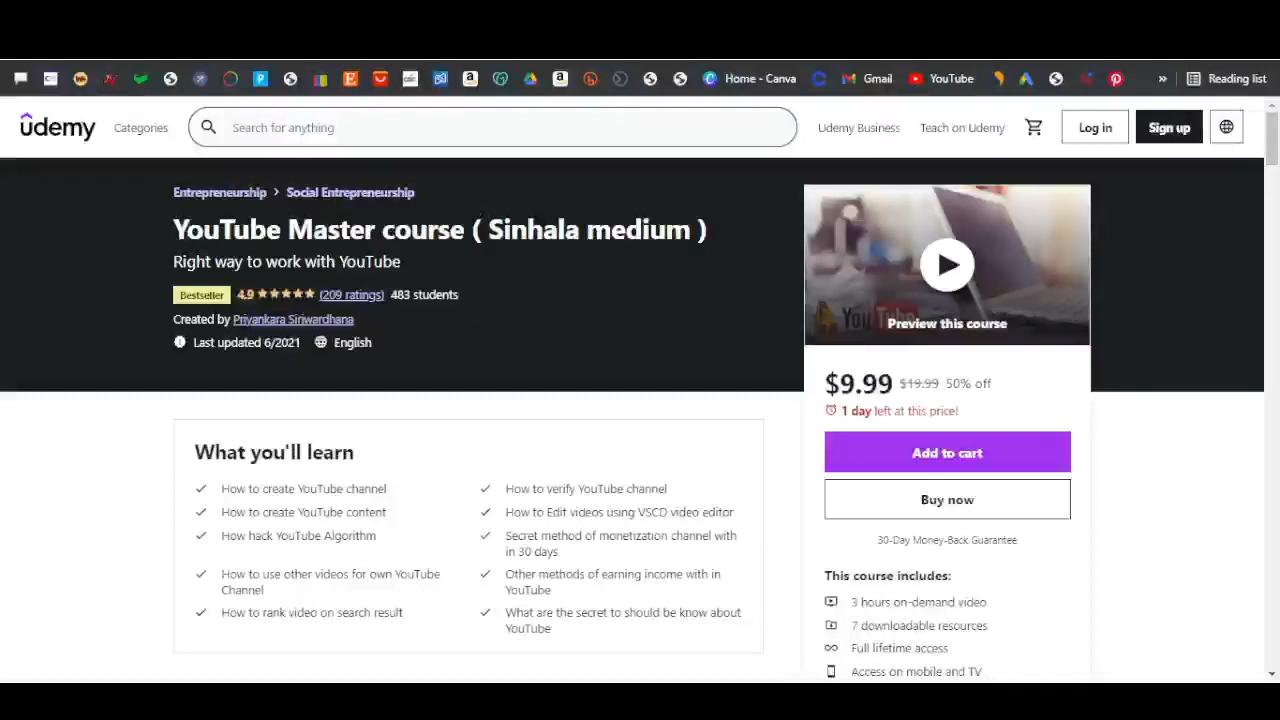 Home - Canva
Gmail
YouTube
»
Reading list
ûdemy
Categories
Search for anything
Udemy Business
Teach on Udemy
Log in
Sign up
Entrepreneurship > Social Entrepreneurship
YouTube Master course ( Sinhala medium )
Right way to work with YouTube
Bestseller 4.9 (209 ratings) 483 students
Created by Priyankara Siriwardhana
Last updated 6/2021 English
Preview this course
$9.99 $19.99 50% off
1 day left at this price!
Add to cart
Buy now
30-Day Money-Back Guarantee
This course includes:
3 hours on-demand video
7 downloadable resources
Full lifetime access
Access on mobile and TV
What you'll learn
How to create YouTube channel
How to create YouTube content
How hack YouTube Algorithm
How to use other videos for own YouTube
Channel
How to rank video on search result
How to verify YouTube channel
How to Edit videos using VSCD video editor
Secret method of monetization channel with
in 30 days
Other methods of earning income with in
YouTube
What are the secret to should be know about
YouTube